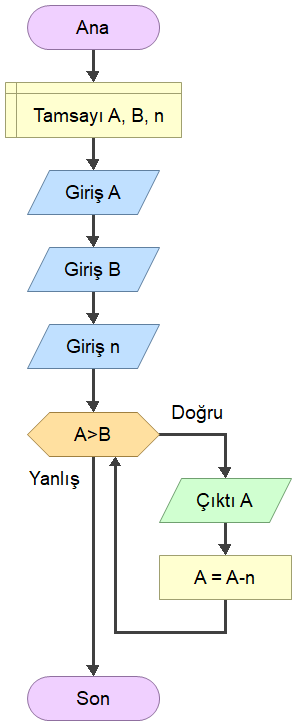 Ana
Tamsayı A, B, n
Giriş A
Giriş B
Giriş n
A>B
Doğru
Yanlış
Çıktı A
A = A-n
Son